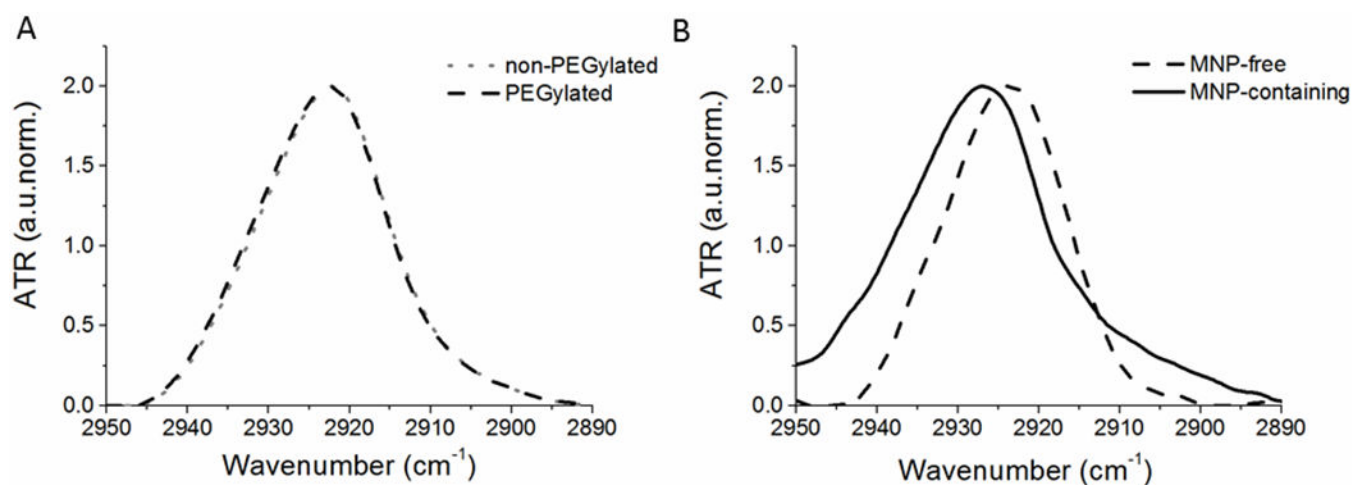 A
non-PEGylated
PEGylated
2.0
1.5
1.0
0.5
0.0
ATR (a.u.norm.)
2950 2940 2930 2920 2910 2900 2890
Wavenumber (cm⁻¹)
B
MNP-free
MNP-containing
2.0
1.5
1.0
0.5
0.0
ATR (a.u.norm.)
2950 2940 2930 2920 2910 2900 2890
Wavenumber (cm⁻¹)